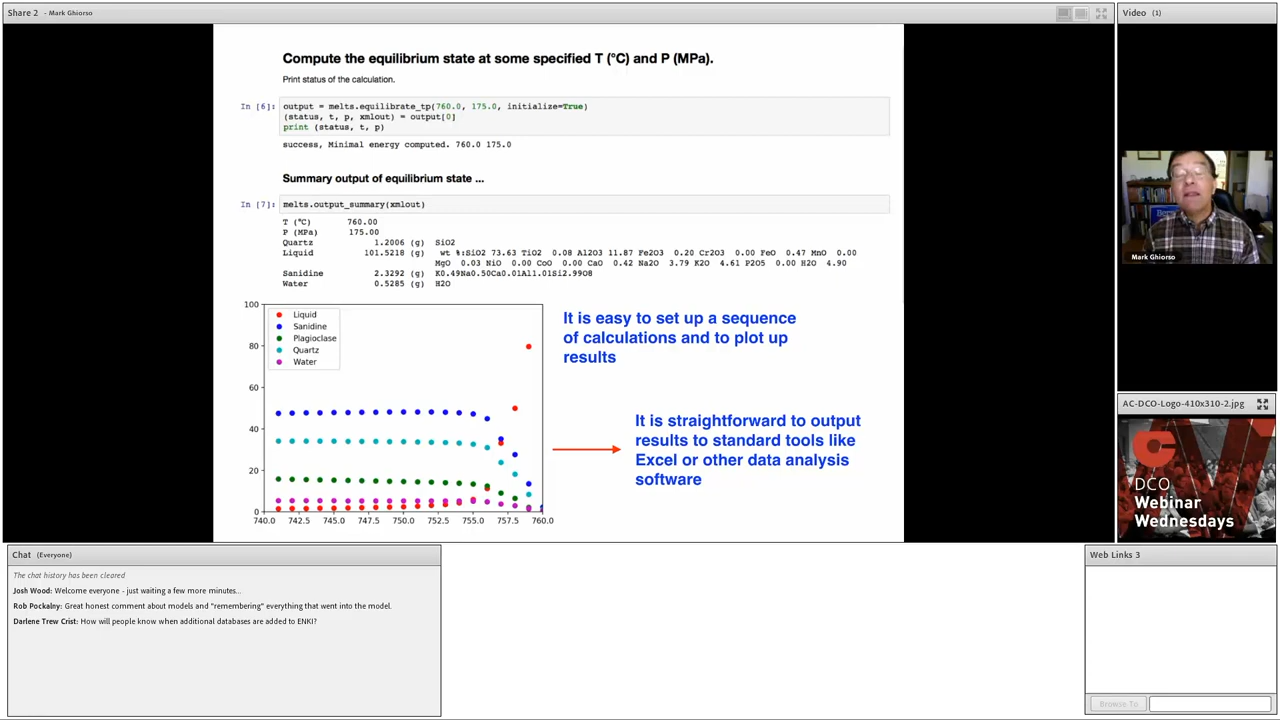 Share 2 - Mark Ghiorso
Compute the equilibrium state at some specified T (°C) and P (MPa).
Print status of the calculation.
In [6]: output = melts.equilibrate_tp(760.0, 175.0, initialize=True)
(status, t, p, xmlout) = output[0]
print (status, t, p)
success, Minimal energy computed. 760.0 175.0
Summary output of equilibrium state ...
In [7]: melts.output_summary(xmlout)
T (°C) 760.00
P (MPa) 175.00
Quartz 1.2006 (g) SiO2
Liquid 101.5218 (g) wt %:SiO2 73.63 TiO2 0.08 Al2O3 11.87 Fe2O3 0.20 Cr2O3 0.00 FeO 0.47 MnO 0.00
MgO 0.03 NiO 0.00 CoO 0.00 CaO 0.42 Na2O 3.79 K2O 4.61 P2O5 0.00 H2O 4.90
Sanidine 2.3292 (g) K0.49Na0.50Ca0.01Al1.01Si2.99O8
Water 0.5285 (g) H2O
100
80
60
40
20
0
Liquid
Sanidine
Plagioclase
Quartz
Water
740.0 742.5 745.0 747.5 750.0 752.5 755.0 757.5 760.0
It is easy to set up a sequence
of calculations and to plot up
results
It is straightforward to output
results to standard tools like
Excel or other data analysis
software
Video (1)
Mark Ghiorso
AC-DCO-Logo-410x310-2.jpg
DCO
Webinar
Wednesdays
Chat (Everyone)
The chat history has been cleared
Josh Wood: Welcome everyone - just waiting a few more minutes...
Rob Pockalny: Great honest comment about models and "remembering" everything that went into the model.
Darlene Trew Crist: How will people know when additional databases are added to ENKI?
Web Links 3
Browse To